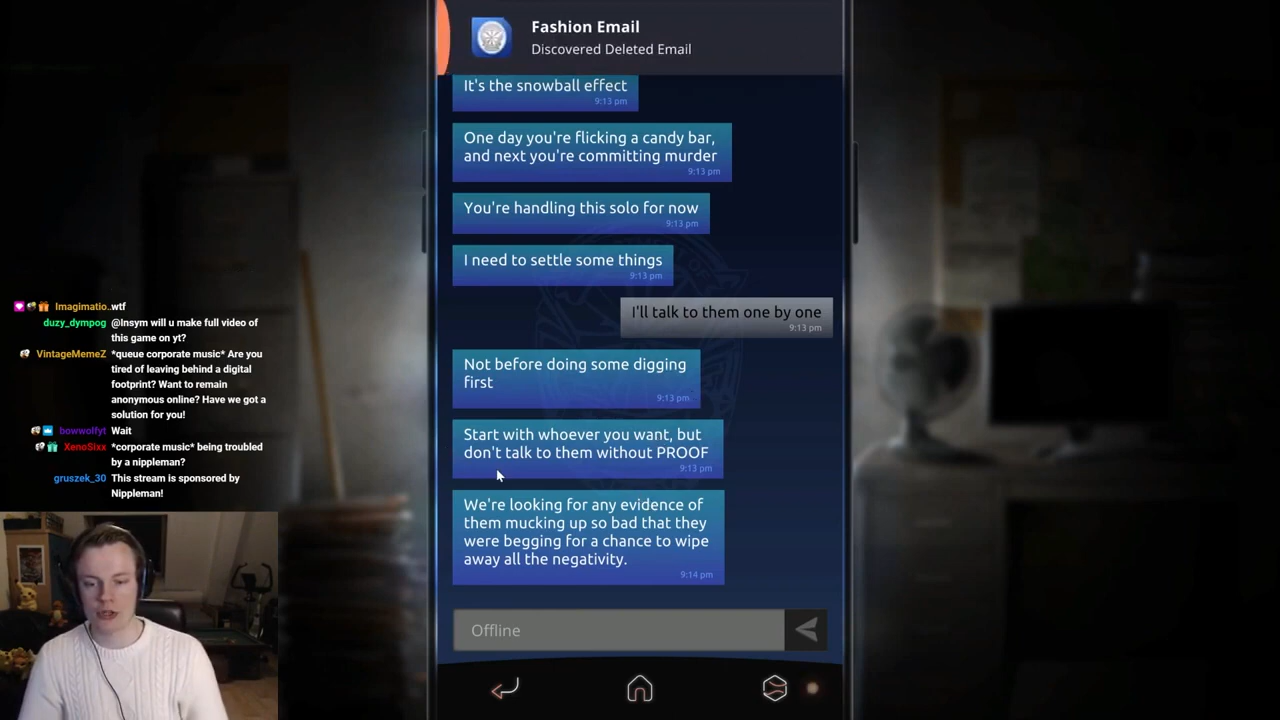 Fashion Email
Discovered Deleted Email
It's the snowball effect
9:13 pm
One day you're flicking a candy bar,
and next you're committing murder
9:13 pm
You're handling this solo for now
9:13 pm
I need to settle some things
9:13 pm
I'll talk to them one by one
9:13 pm
Not before doing some digging
first
9:13 pm
Start with whoever you want, but
don't talk to them without PROOF
9:13 pm
We're looking for any evidence of
them mucking up so bad that they
were begging for a chance to wipe
away all the negativity.
9:14 pm
Offline
Imaginatio.. wtf
duzy_dympog @Insym will u make full video of
this game on yt?
VintageMemeZ *queue corporate music* Are you
tired of leaving behind a digital
footprint? Want to remain
anonymous online? Have we got a
solution for you!
bowwolfyt Wait
XenoSixx *corporate music* being troubled
by a nippleman?
gruszek_30 This stream is sponsored by
Nippleman!